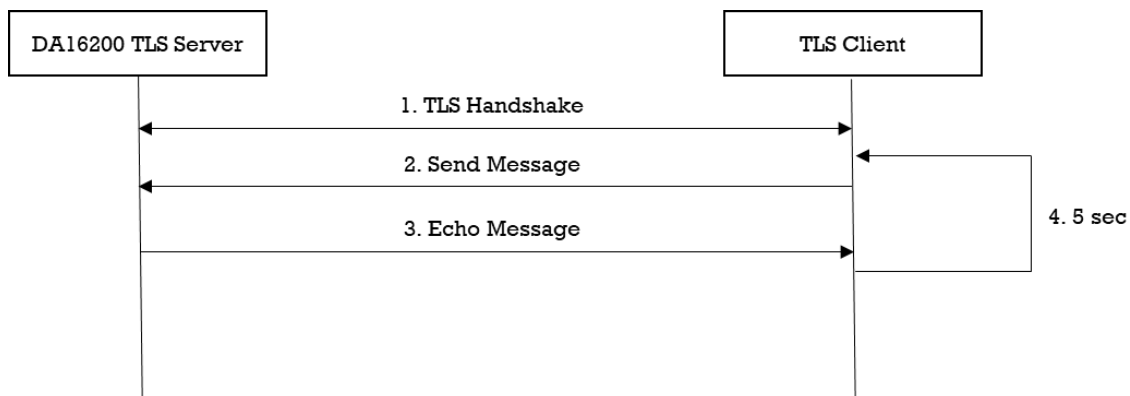 DA16200 TLS Server
TLS Client
1. TLS Handshake
2. Send Message
3. Echo Message
4. 5 sec